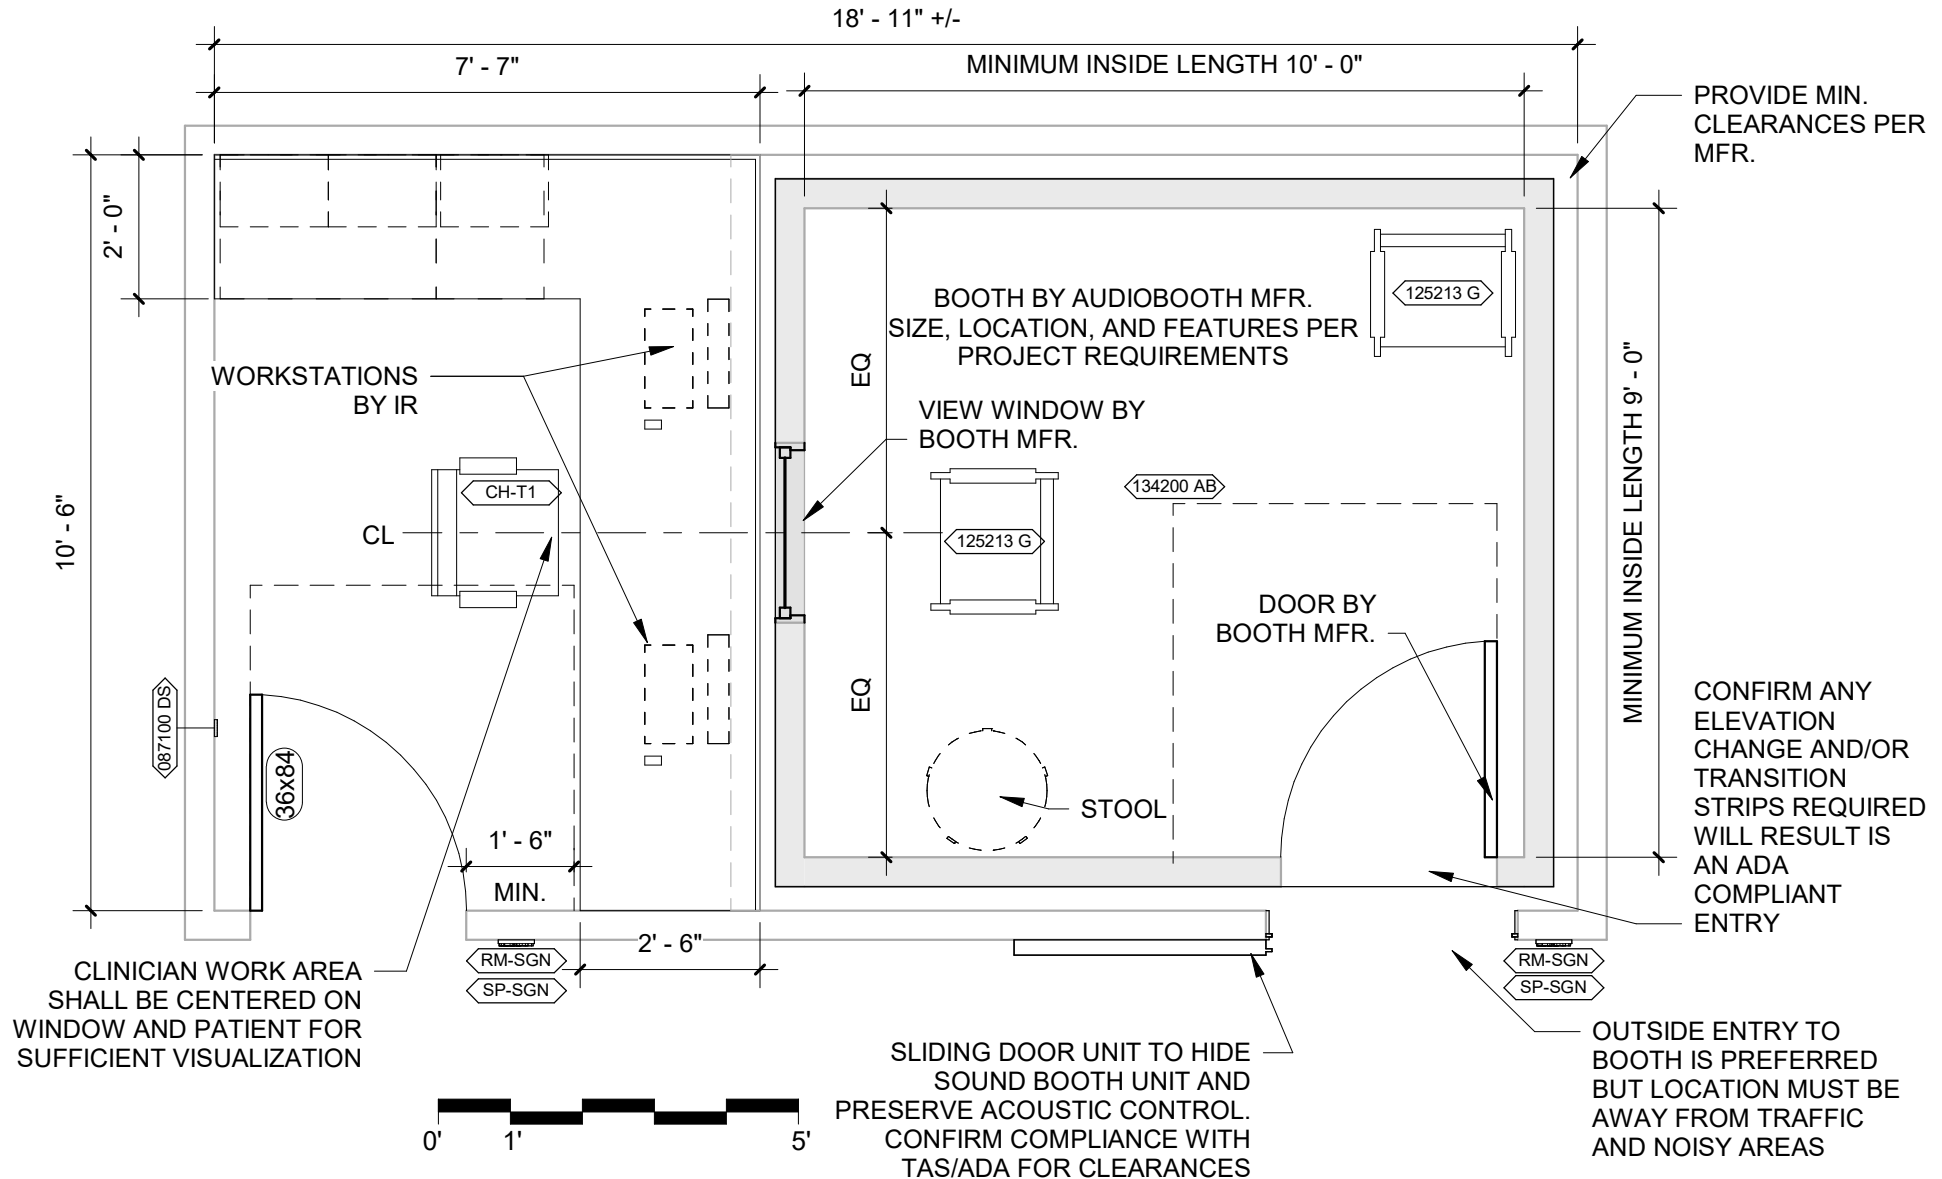 18' - 11" +/-
7' - 7"
MINIMUM INSIDE LENGTH 10' - 0"
PROVIDE MIN.
CLEARANCES PER
MFR.
2' - 0"
10' - 6"
BOOTH BY AUDIOBOOTH MFR.
SIZE, LOCATION, AND FEATURES PER
PROJECT REQUIREMENTS
125213 G
EQ
WORKSTATIONS
BY IR
VIEW WINDOW BY
BOOTH MFR.
MINIMUM INSIDE LENGTH 9' - 0"
CH-T1
134200 AB
CL
125213 G
DOOR BY
BOOTH MFR.
EQ
087100 DS
36x84
STOOL
CONFIRM ANY
ELEVATION
CHANGE AND/OR
TRANSITION
STRIPS REQUIRED
WILL RESULT IS
AN ADA
COMPLIANT
ENTRY
1' - 6"
MIN.
2' - 6"
RM-SGN
SP-SGN
RM-SGN
SP-SGN
CLINICIAN WORK AREA
SHALL BE CENTERED ON
WINDOW AND PATIENT FOR
SUFFICIENT VISUALIZATION
SLIDING DOOR UNIT TO HIDE
SOUND BOOTH UNIT AND
PRESERVE ACOUSTIC CONTROL.
CONFIRM COMPLIANCE WITH
TAS/ADA FOR CLEARANCES
OUTSIDE ENTRY TO
BOOTH IS PREFERRED
BUT LOCATION MUST BE
AWAY FROM TRAFFIC
AND NOISY AREAS
0' 1' 5'